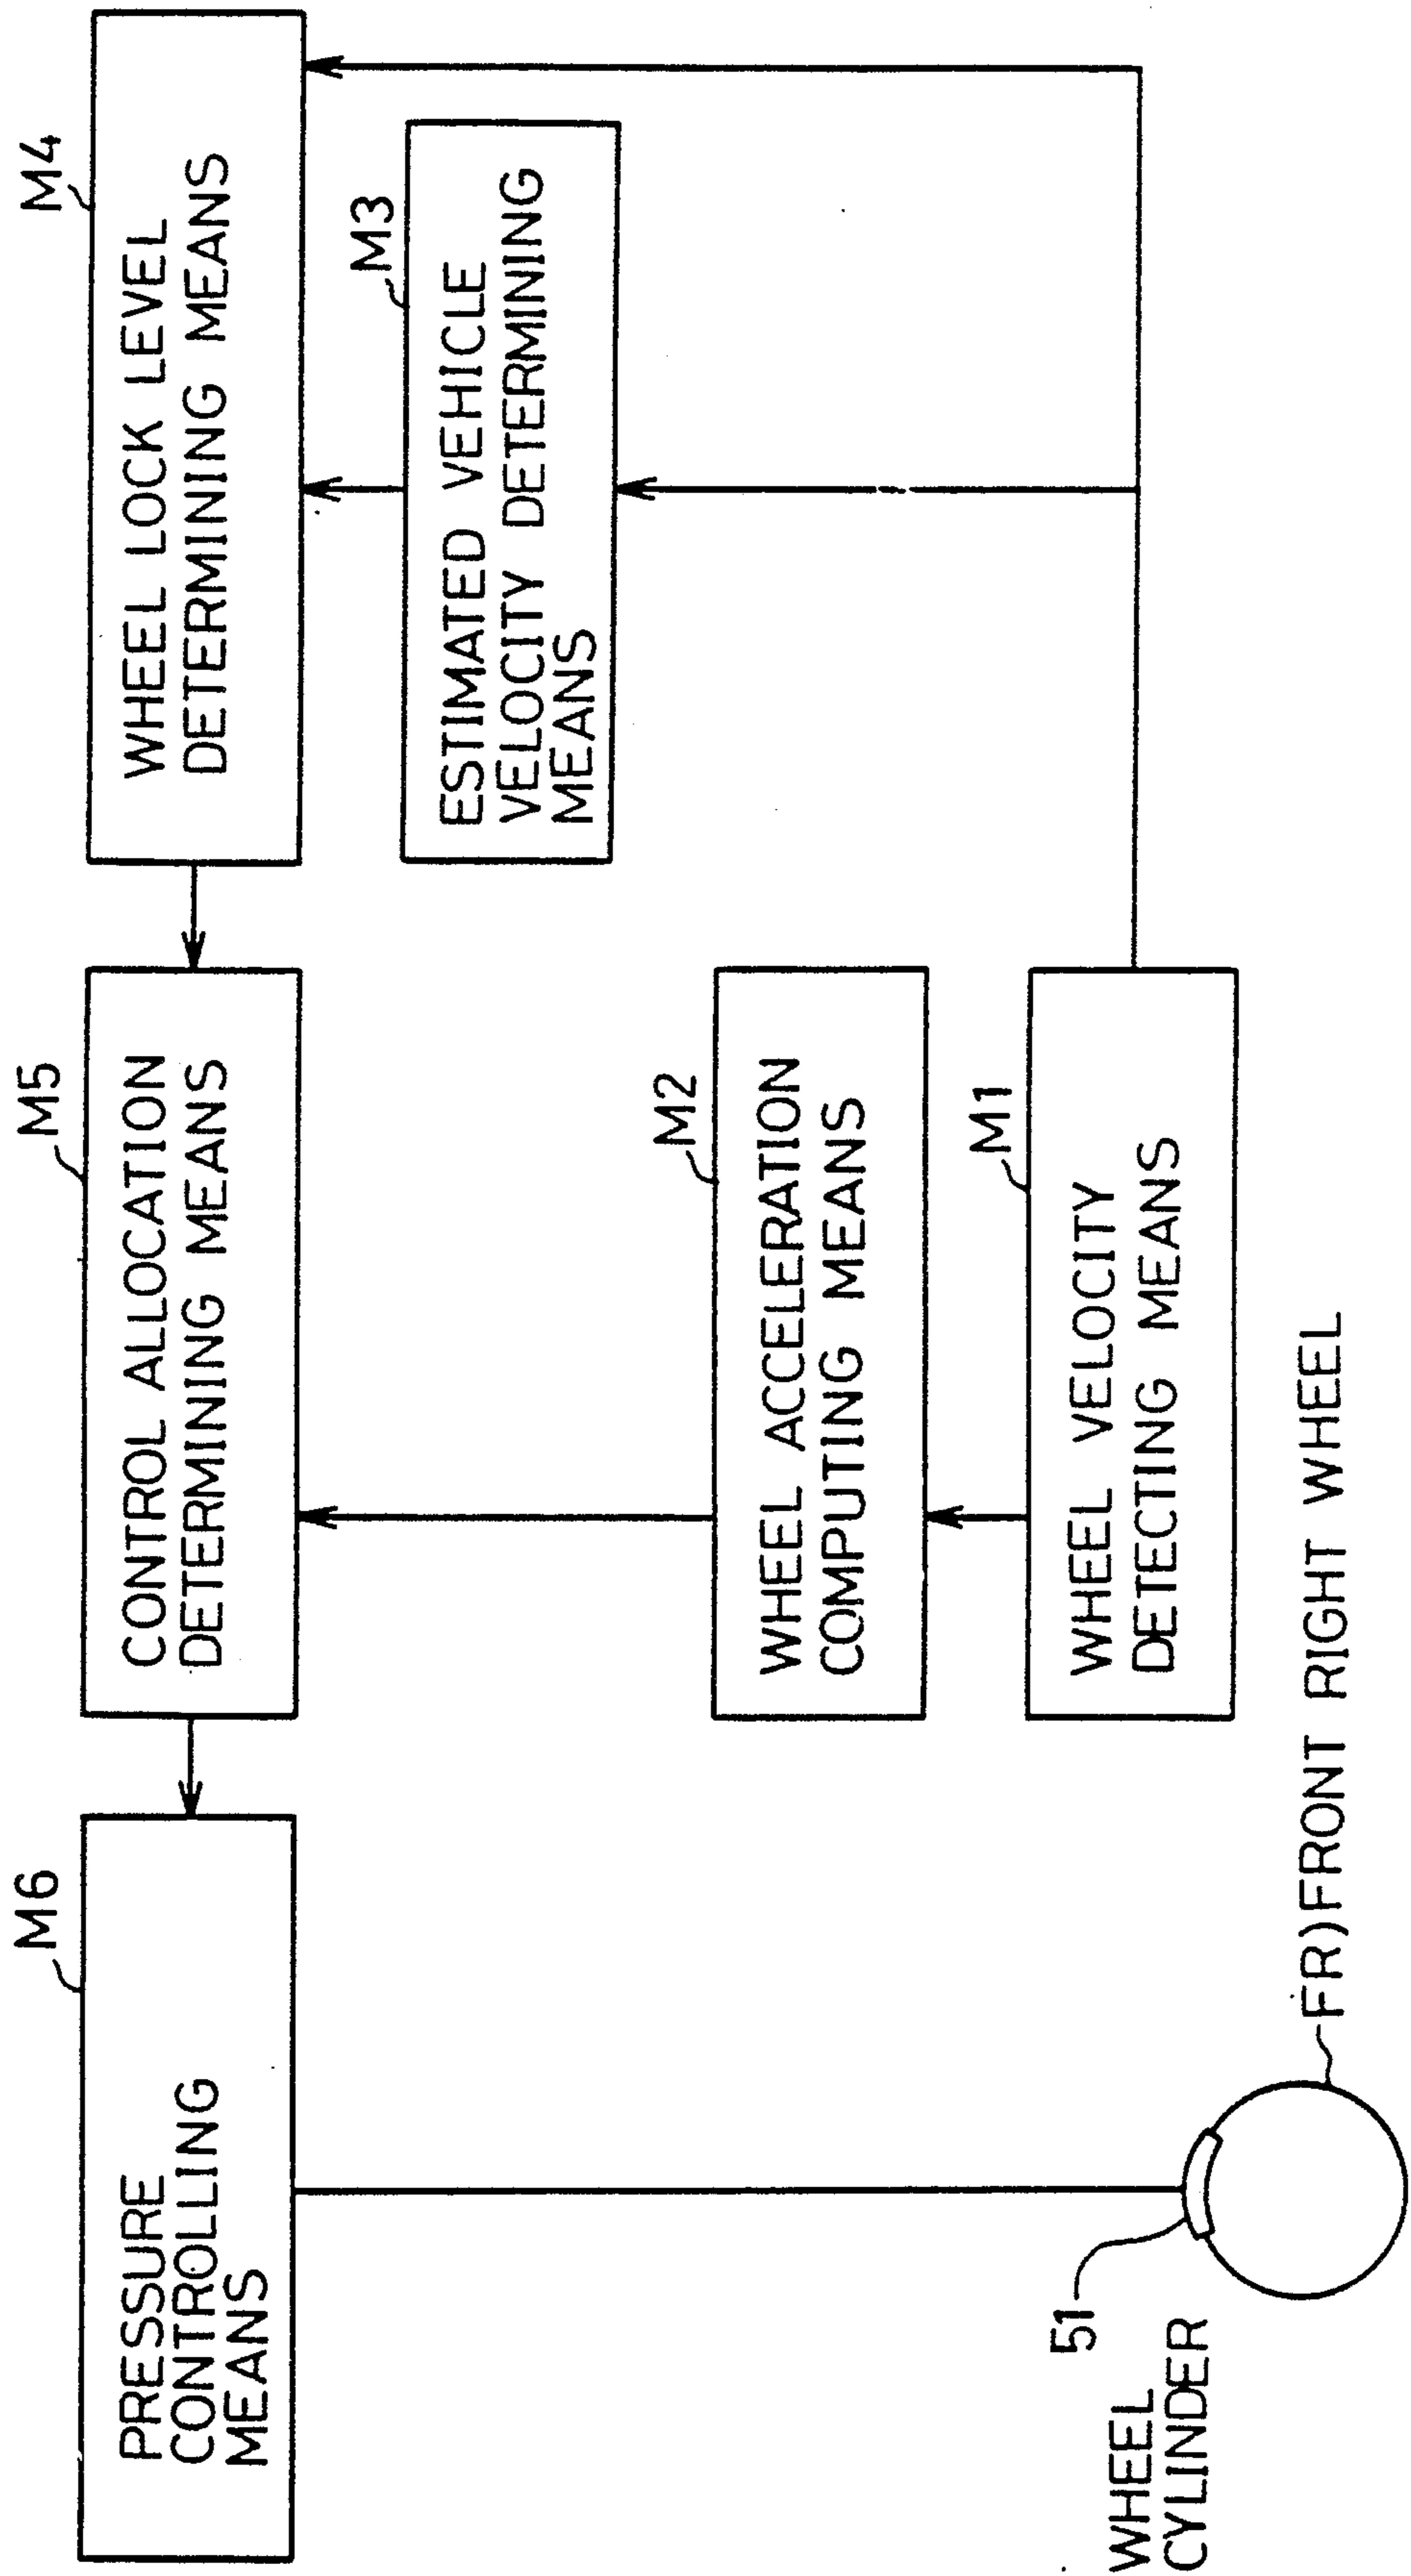 M6
PRESSURE
CONTROLLING
MEANS
M5
CONTROL ALLOCATION
DETERMINING MEANS
M4
WHEEL LOCK LEVEL
DETERMINING MEANS
M3
ESTIMATED VEHICLE
VELOCITY DETERMINING
MEANS
M2
WHEEL ACCELERATION
COMPUTING MEANS
M1
WHEEL VELOCITY
DETECTING MEANS
51
WHEEL
CYLINDER
FR)FRONT RIGHT WHEEL